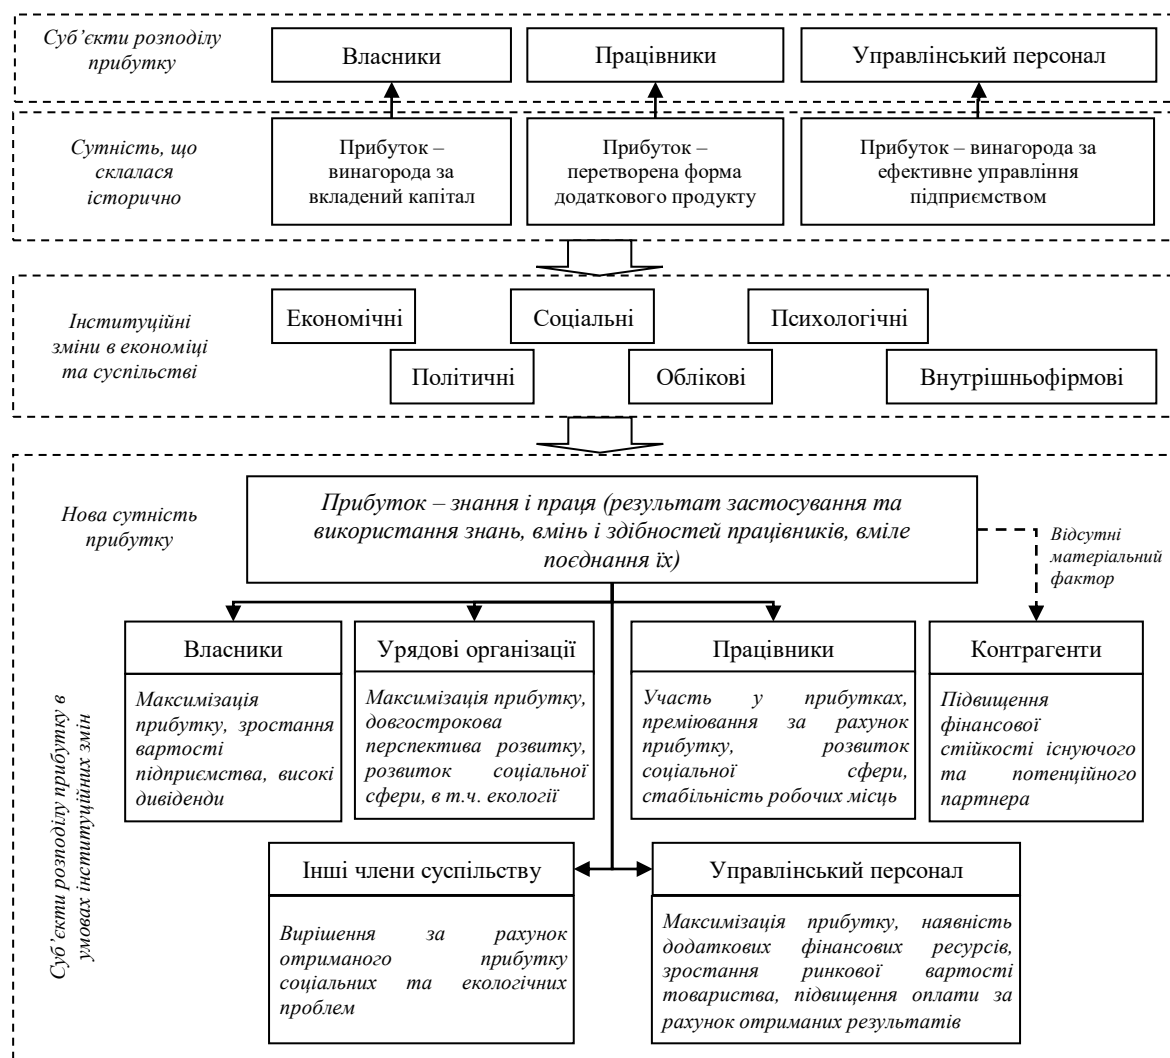 Суб’єкти розподілу
прибутку
Власники
Працівники
Управлінський персонал
Сутність, що
склалася
історично
Прибуток –
винагорода за
вкладений капітал
Прибуток –
перетворена форма
додаткового продукту
Прибуток – винагорода за
ефективне управління
підприємством
Інституційні
зміни в економіці
та суспільстві
Економічні
Соціальні
Психологічні
Політичні
Облікові
Внутрішньофірмові
Нова сутність
прибутку
Прибуток – знання і праця (результат застосування та
використання знань, вмінь і здібностей працівників, вміле
поєднання їх)
Відсутні
матеріальний
фактор
Суб’єкти розподілу прибутку в
умовах інституційних змін
Власники
Максимізація
прибутку, зростання
вартості
підприємства, високі
дивіденди
Урядові організації
Максимізація прибутку,
довгострокова
перспектива розвитку,
розвиток соціальної
сфери, в т.ч. екології
Працівники
Участь у прибутках,
преміювання за рахунок
прибутку, розвиток
соціальної сфери,
стабільність робочих місць
Контрагенти
Підвищення
фінансової
стійкості існуючого
та потенційного
партнера
Інші члени суспільству
Вирішення за рахунок
отриманого прибутку
соціальних та екологічних
проблем
Управлінський персонал
Максимізація прибутку, наявність
додаткових фінансових ресурсів,
зростання ринкової вартості
товариства, підвищення оплати за
рахунок отриманих результатів